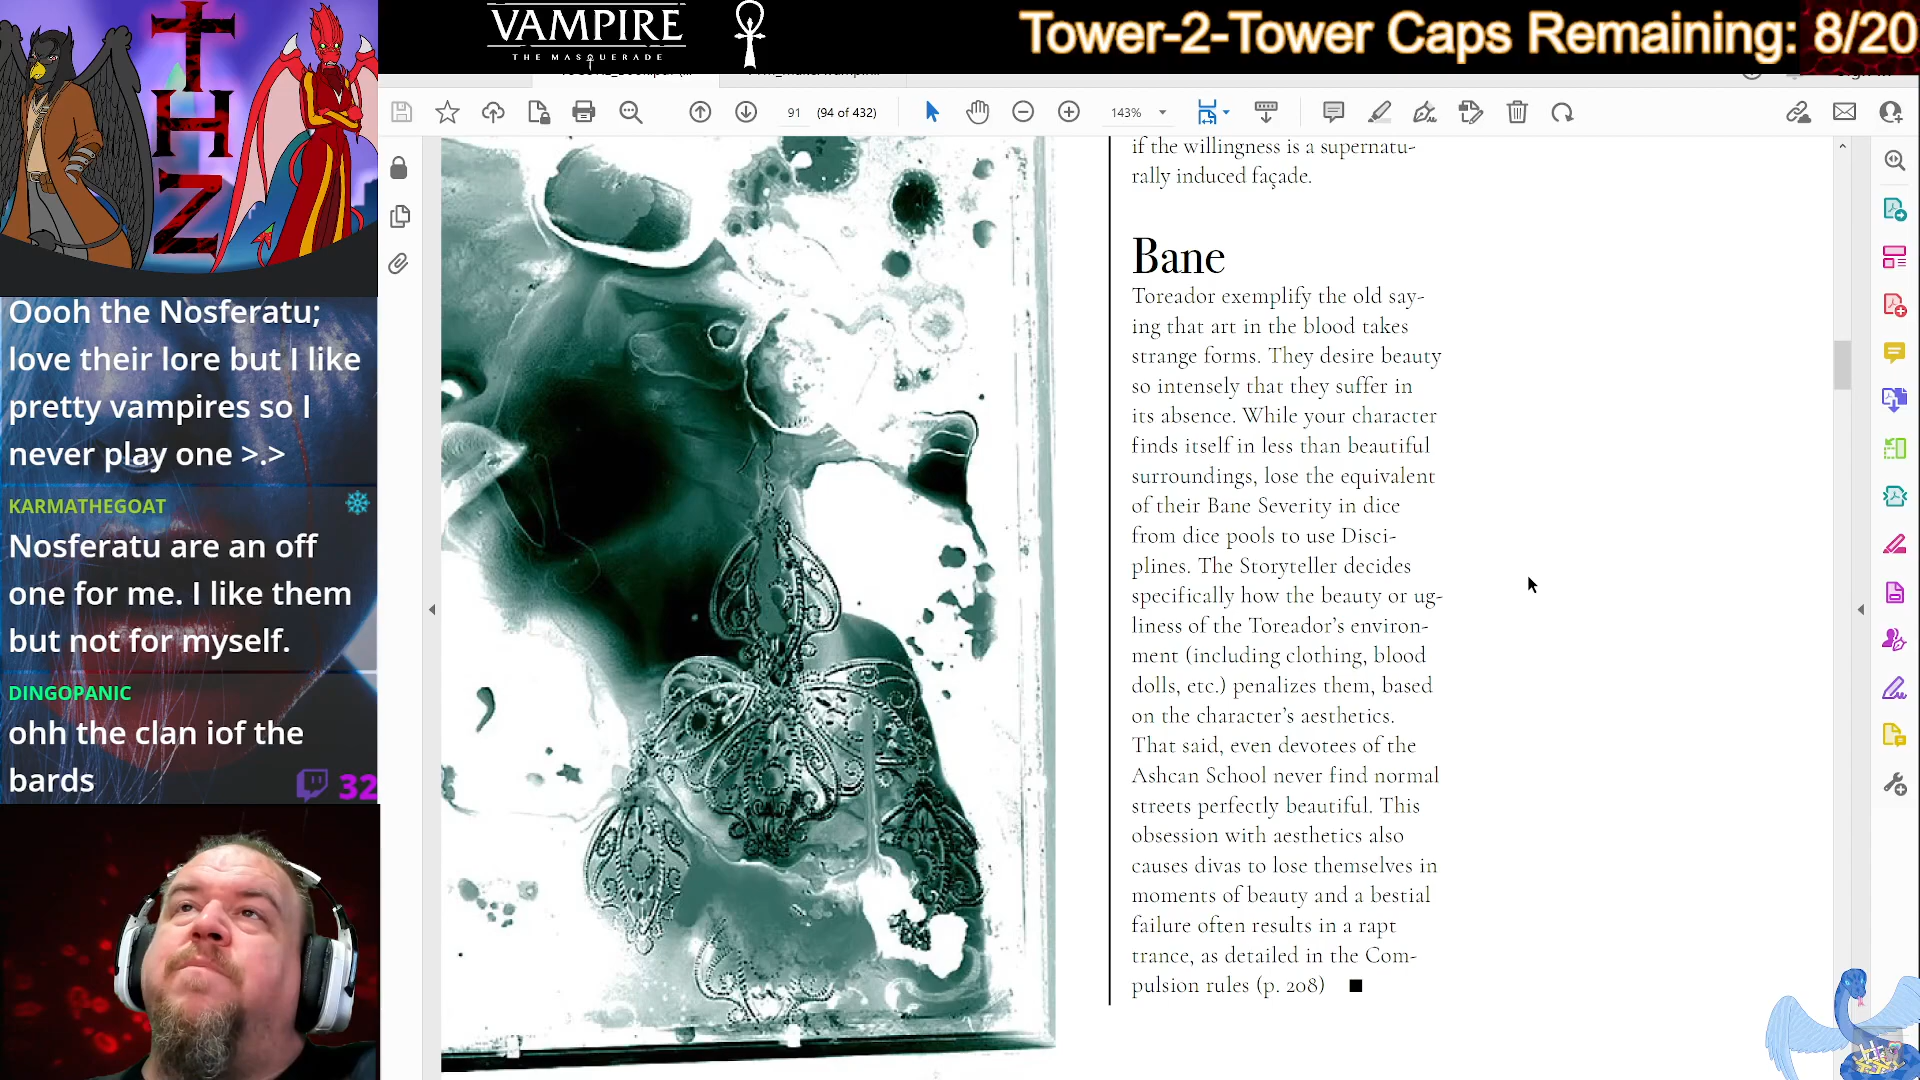 VAMPIRE
THE MASQUERADE
Tower-2-Tower Caps Remaining: 8/20
THZ
91 (94 of 432)
143%
Oooh the Nosferatu;
love their lore but I like
pretty vampires so I
never play one >.>
KARMATHEGOAT
Nosferatu are an off
one for me. I like them
but not for myself.
DINGOPANIC
ohh the clan iof the
bards
32
if the willingness is a supernatu-
rally induced façade.
Bane
Toreador exemplify the old say-
ing that art in the blood takes
strange forms. They desire beauty
so intensely that they suffer in
its absence. While your character
finds itself in less than beautiful
surroundings, lose the equivalent
of their Bane Severity in dice
from dice pools to use Disci-
plines. The Storyteller decides
specifically how the beauty or ug-
liness of the Toreador's environ-
ment (including clothing, blood
dolls, etc.) penalizes them, based
on the character's aesthetics.
That said, even devotees of the
Ashcan School never find normal
streets perfectly beautiful. This
obsession with aesthetics also
causes divas to lose themselves in
moments of beauty and a bestial
failure often results in a rapt
trance, as detailed in the Com-
pulsion rules (p. 208) ■